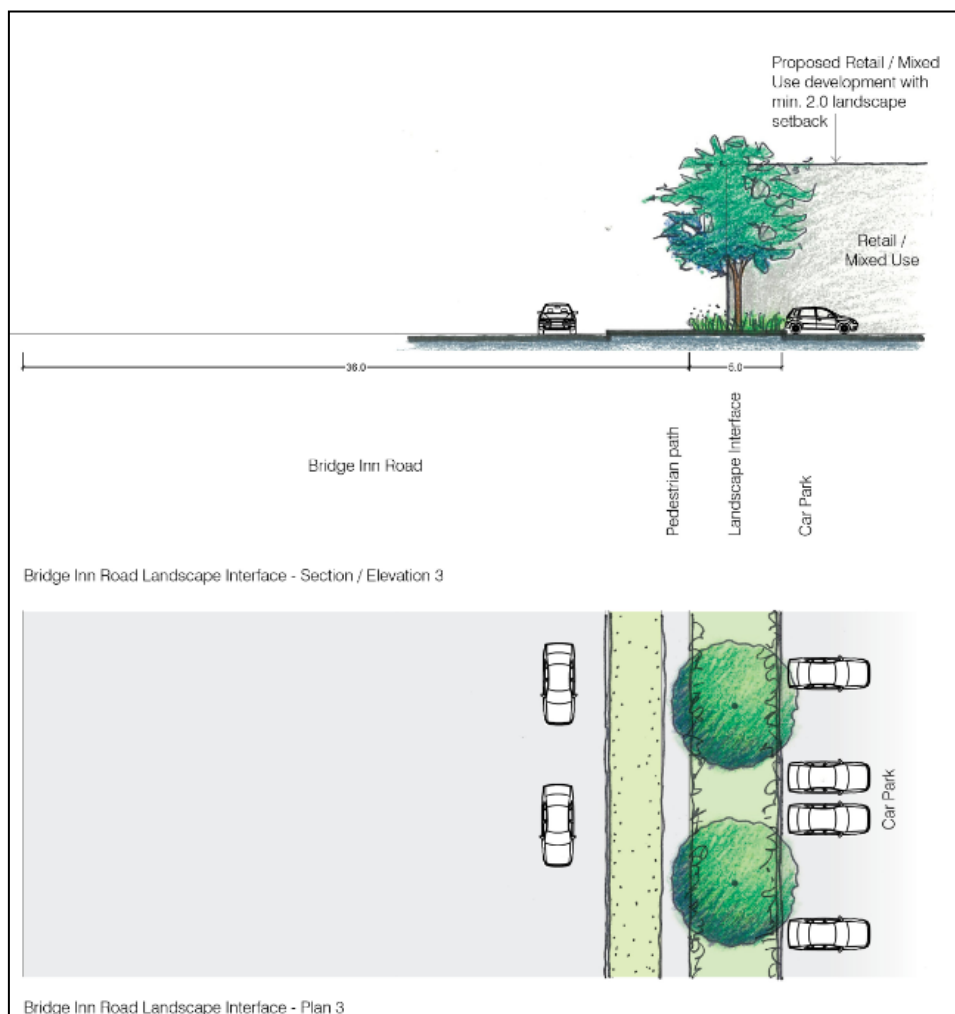 Proposed Retail / Mixed
Use development with
min. 2.0 landscape
setback
Retail /
Mixed Use
36.0
5.0
Bridge Inn Road
Pedestrian path
Landscape Interface
Car Park
Bridge Inn Road Landscape Interface - Section / Elevation 3
Car Park
Bridge Inn Road Landscape Interface - Plan 3